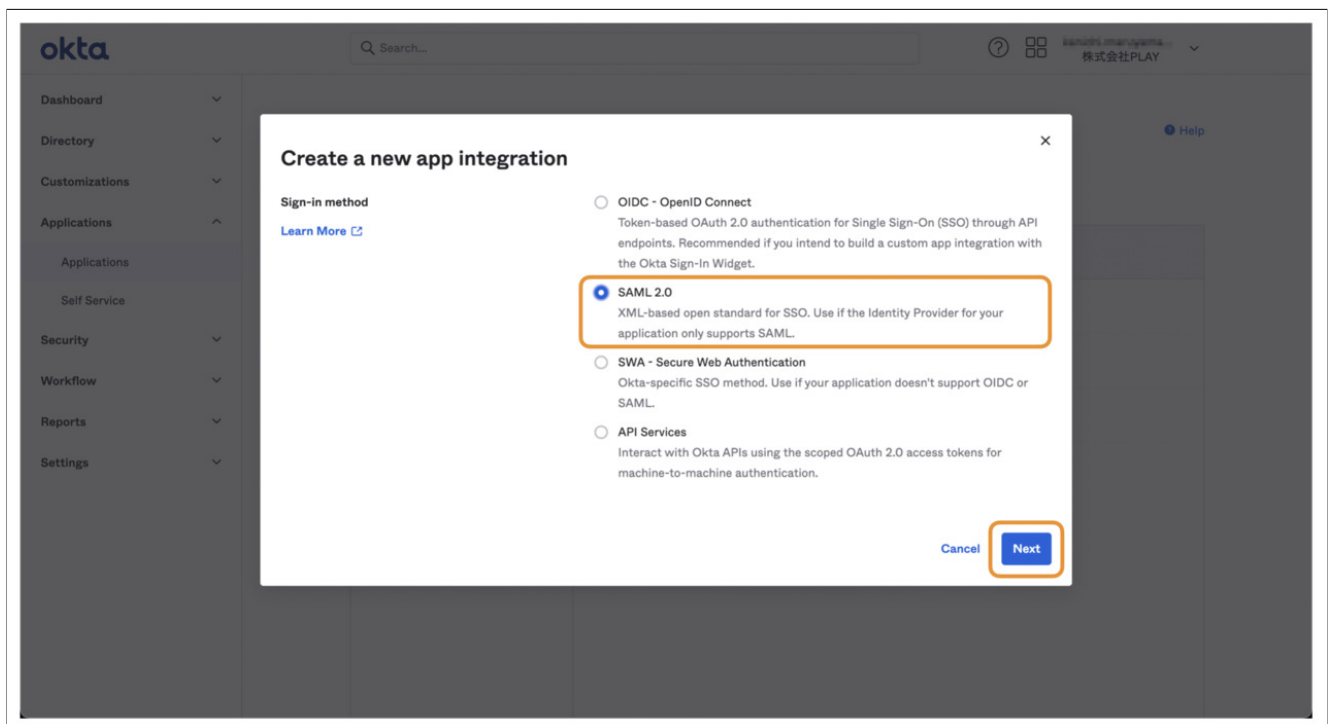 okta
Search...
株式会社PLAY
Dashboard
Directory
Customizations
Applications
Applications
Self Service
Security
Workflow
Reports
Settings
Help
Create a new app integration
Sign-in method
Learn More
OIDC - OpenID Connect
Token-based OAuth 2.0 authentication for Single Sign-On (SSO) through API
endpoints. Recommended if you intend to build a custom app integration with
the Okta Sign-In Widget.
SAML 2.0
XML-based open standard for SSO. Use if the Identity Provider for your
application only supports SAML.
SWA - Secure Web Authentication
Okta-specific SSO method. Use if your application doesn't support OIDC or
SAML.
API Services
Interact with Okta APIs using the scoped OAuth 2.0 access tokens for
machine-to-machine authentication.
Cancel
Next